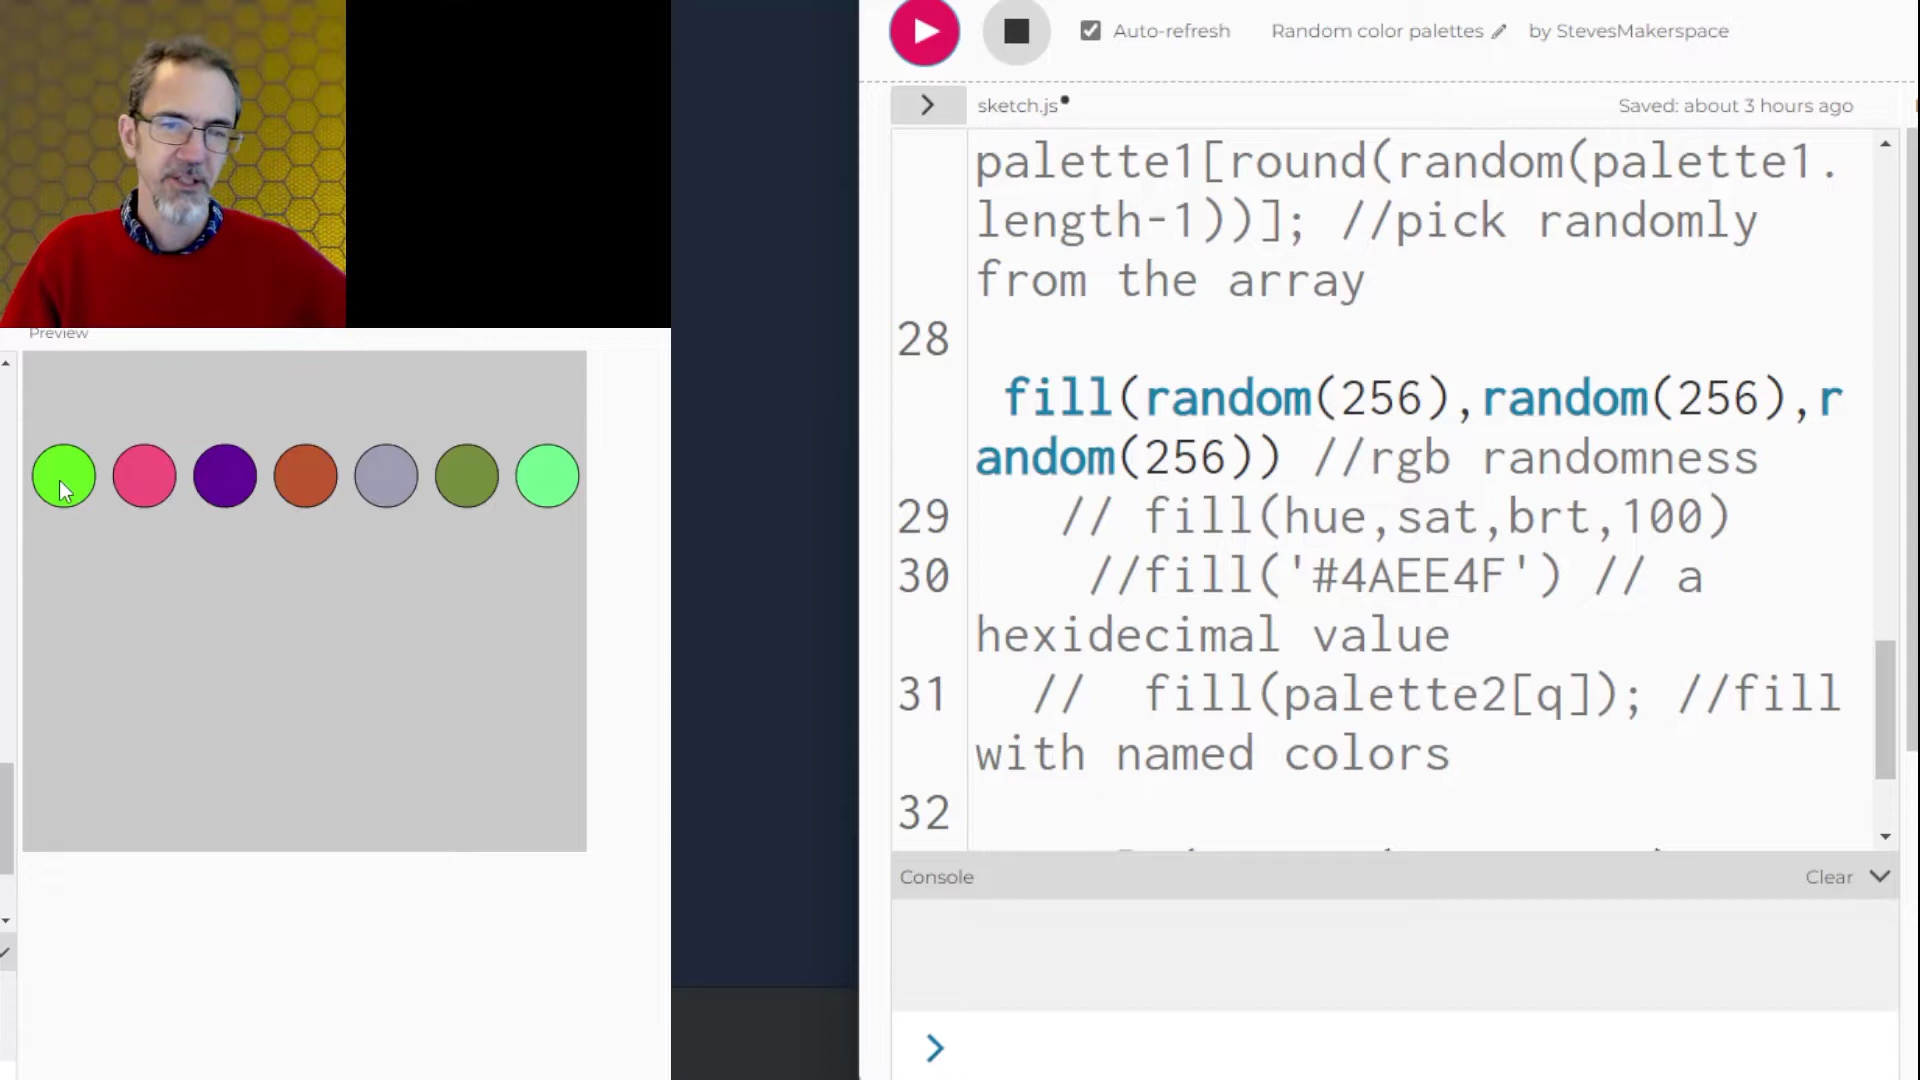 Auto-refresh
Random color palettes
by StevesMakerspace
sketch.js
Saved: about 3 hours ago
Preview
palette1[round(random(palette1.
length-1))]; //pick randomly
from the array
28
fill(random(256),random(256),r
andom(256)) //rgb randomness
29 // fill(hue,sat,brt,100)
30 //fill('#4AEE4F') // a
hexidecimal value
31 // fill(palette2[q]); //fill
with named colors
32
Console
Clear